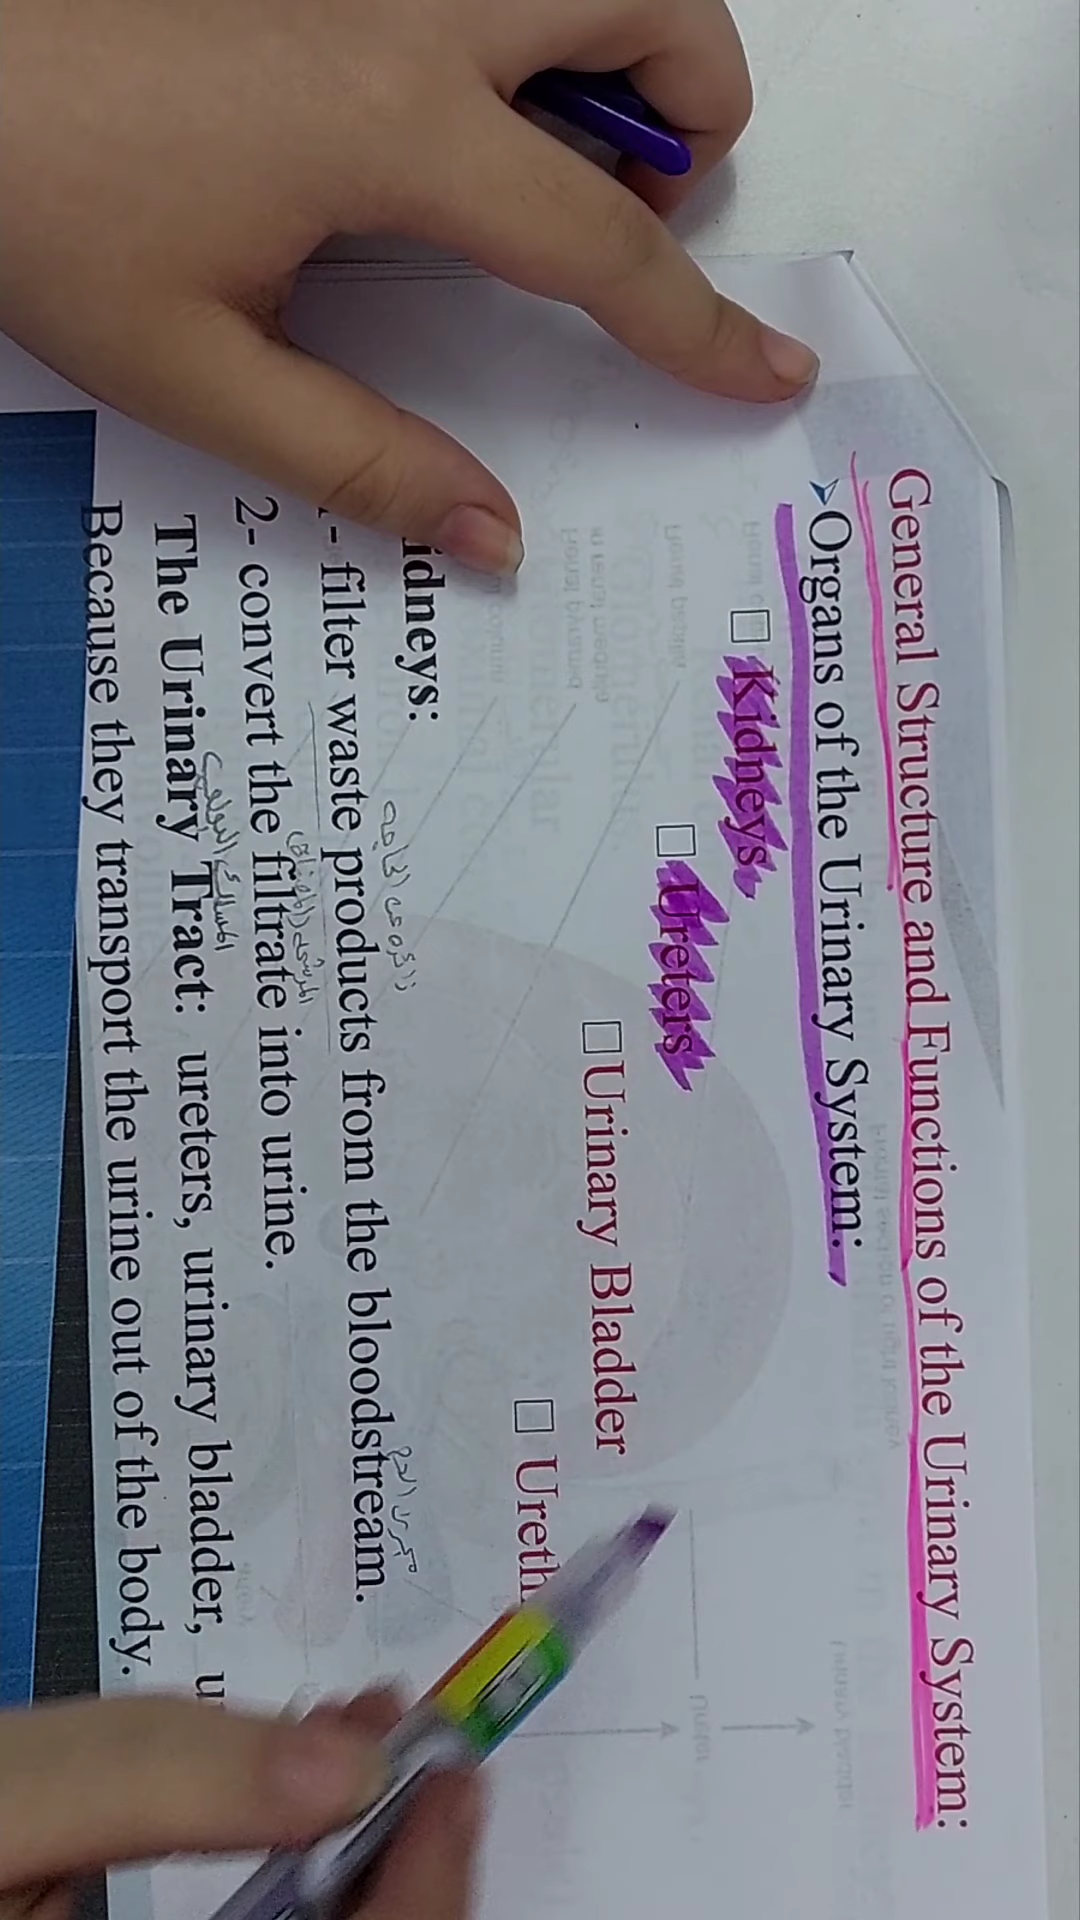 General Structure and Functions of the Urinary System:
➢Organs of the Urinary System:
☐ Kidneys
☐ Ureters
☐Urinary Bladder
☐ Ureth
idneys:
- filter waste products from the bloodstream.
2- convert the filtrate into urine.
The Urinary Tract: ureters, urinary bladder, u
Because they transport the urine out of the body.